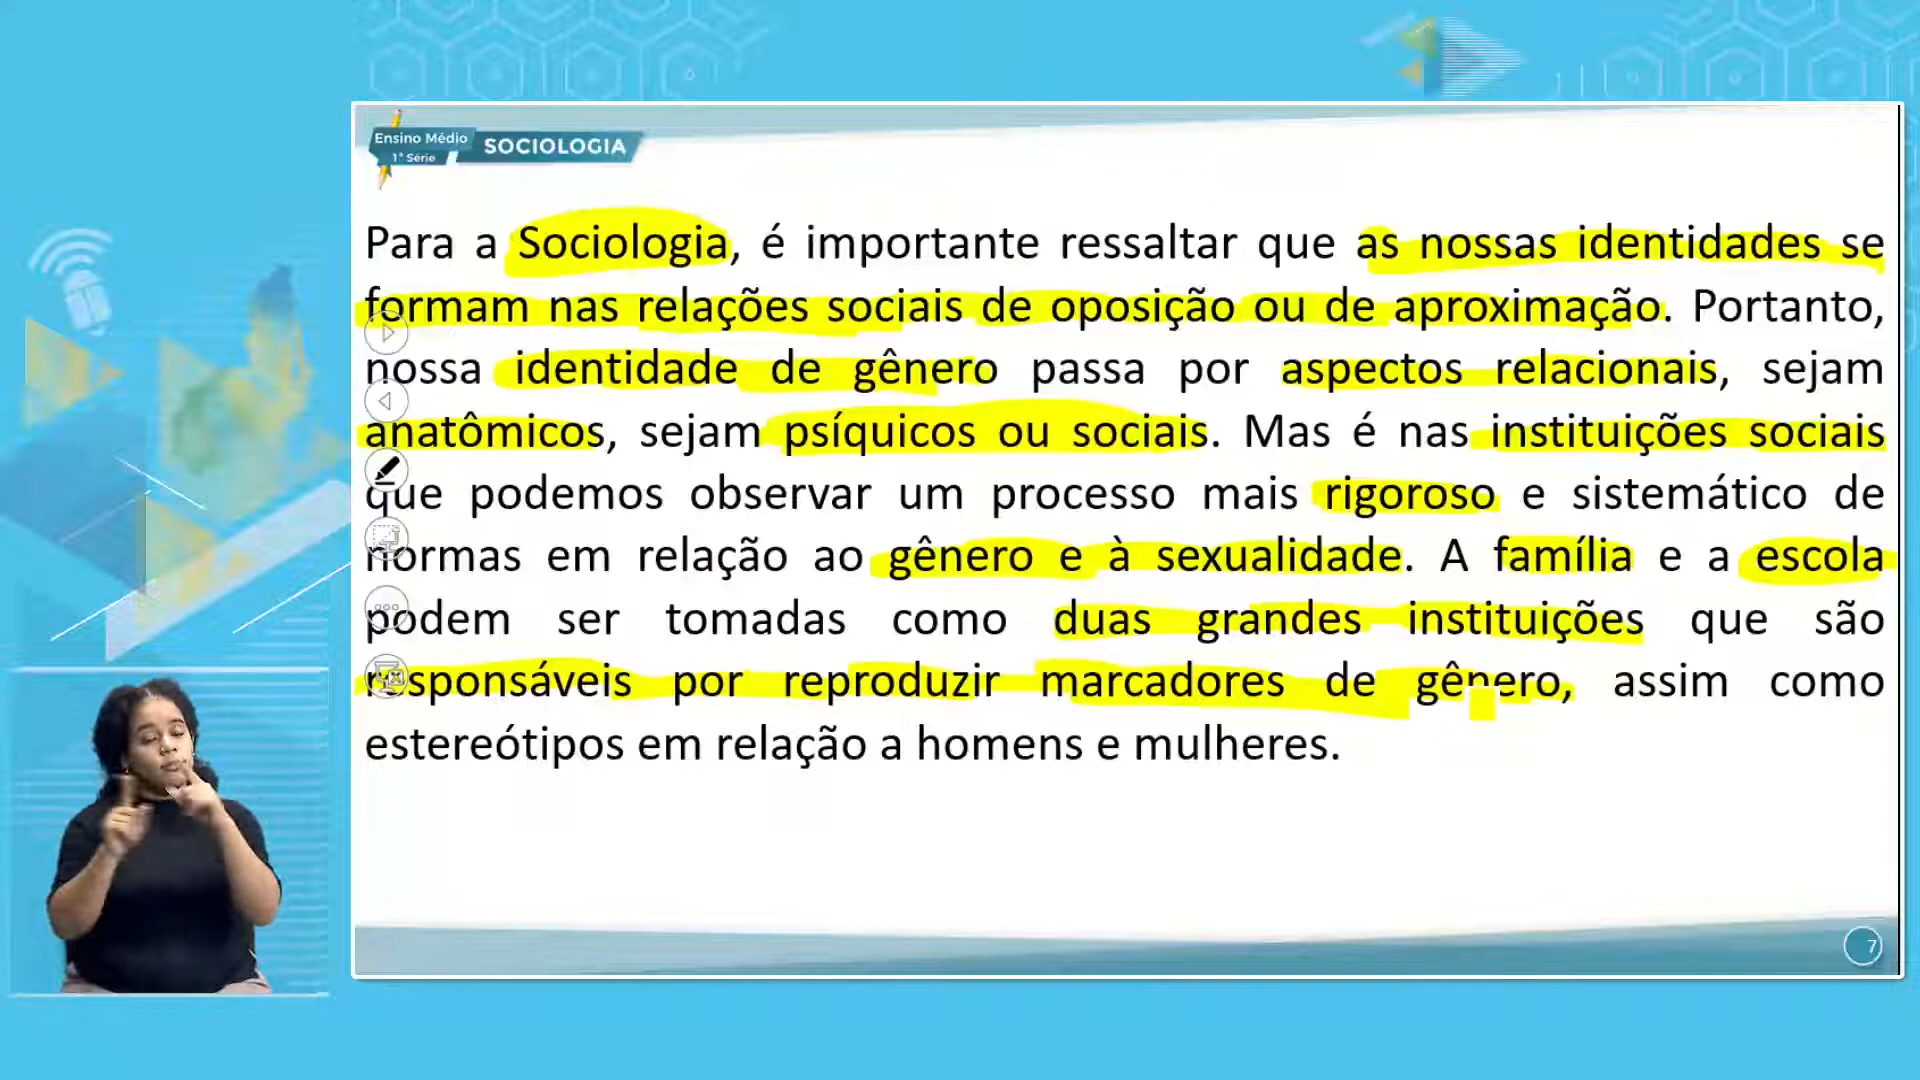 Ensino Médio
1ª Série
SOCIOLOGIA
Para a Sociologia, é importante ressaltar que as nossas identidades se
formam nas relações sociais de oposição ou de aproximação. Portanto,
nossa identidade de gênero passa por aspectos relacionais, sejam
anatômicos, sejam psíquicos ou sociais. Mas é nas instituições sociais
que podemos observar um processo mais rigoroso e sistemático de
normas em relação ao gênero e à sexualidade. A família e a escola
podem ser tomadas como duas grandes instituições que são
responsáveis por reproduzir marcadores de gênero, assim como
estereótipos em relação a homens e mulheres.
7